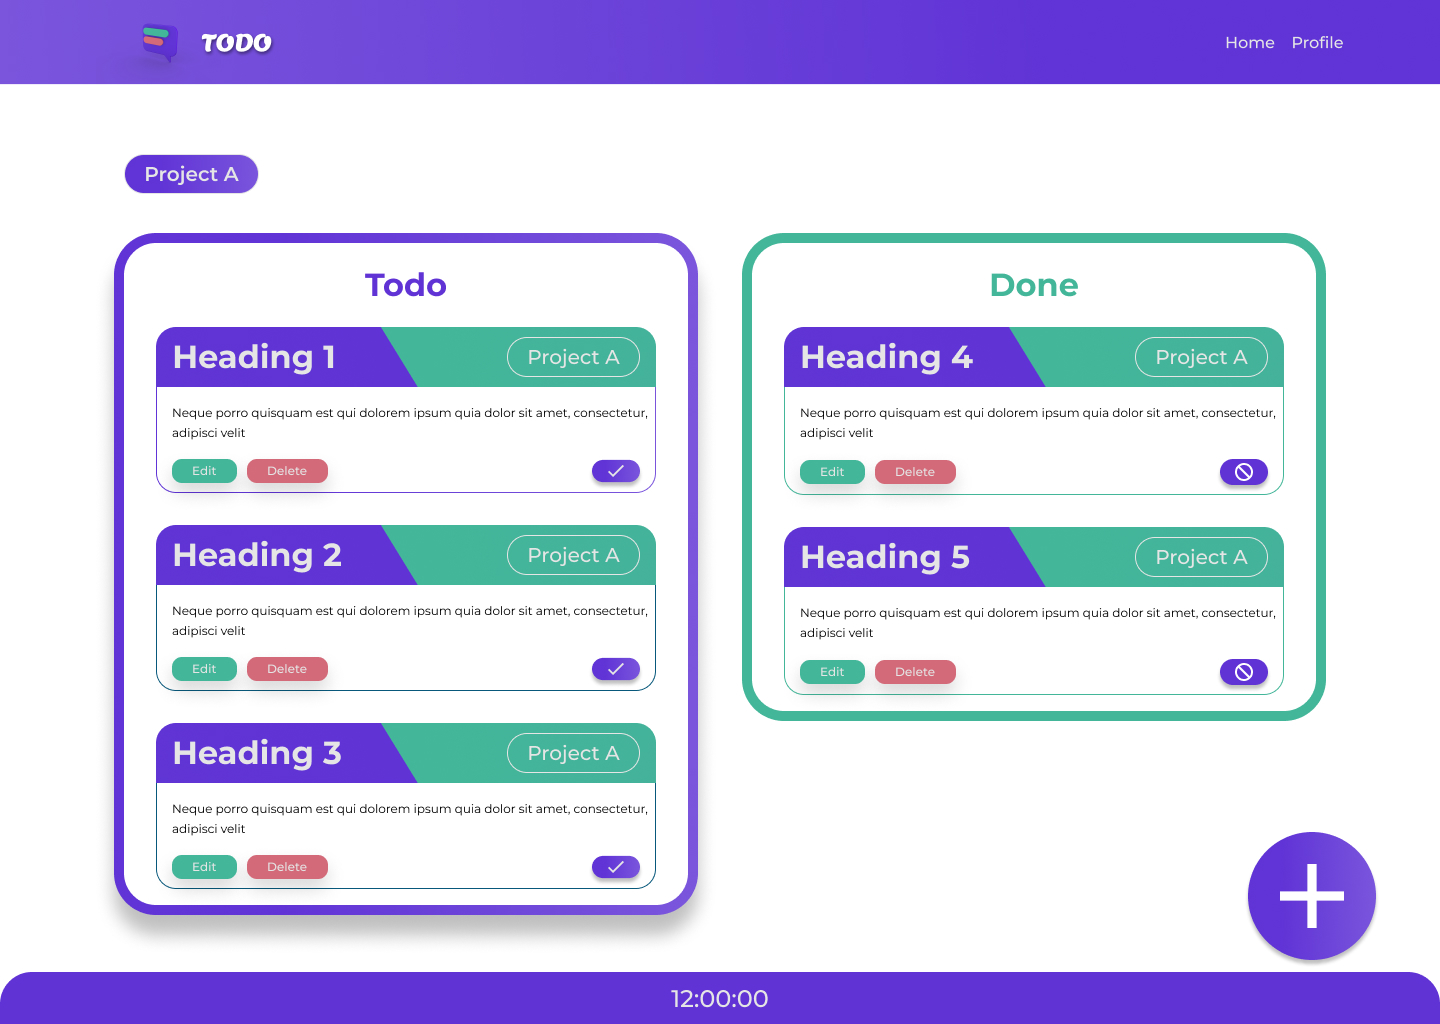 TODO
Home Profile
Project A
Todo
Heading 1 Project A
Neque porro quisquam est qui dolorem ipsum quia dolor sit amet, consectetur,
adipisci velit
Edit Delete
Heading 2 Project A
Neque porro quisquam est qui dolorem ipsum quia dolor sit amet, consectetur,
adipisci velit
Edit Delete
Heading 3 Project A
Neque porro quisquam est qui dolorem ipsum quia dolor sit amet, consectetur,
adipisci velit
Edit Delete
Done
Heading 4 Project A
Neque porro quisquam est qui dolorem ipsum quia dolor sit amet, consectetur,
adipisci velit
Edit Delete
Heading 5 Project A
Neque porro quisquam est qui dolorem ipsum quia dolor sit amet, consectetur,
adipisci velit
Edit Delete
12:00:00